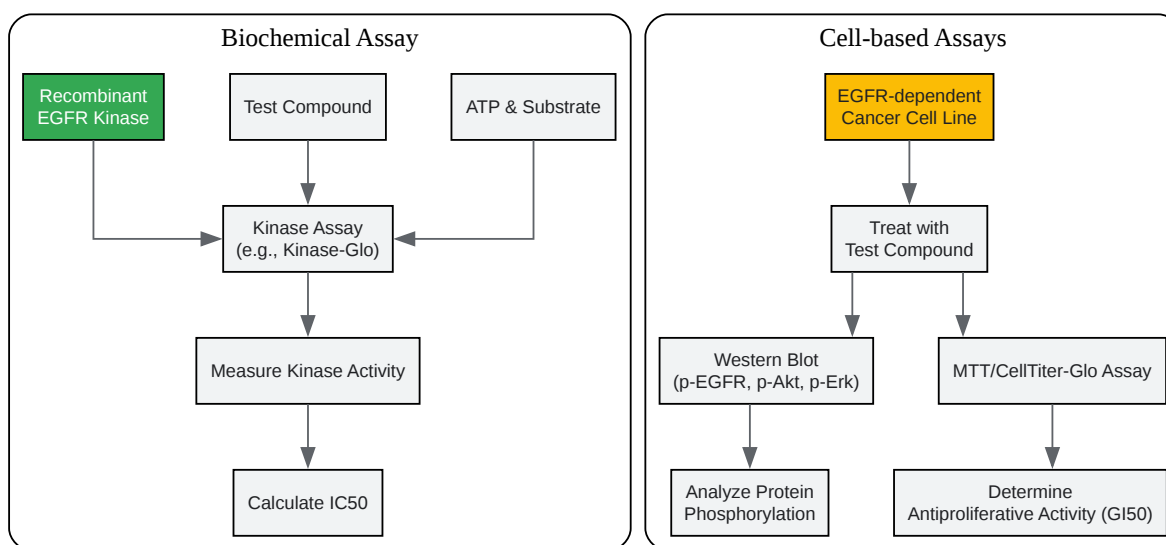 Biochemical Assay
Recombinant
EGFR Kinase
Test Compound
ATP & Substrate
Kinase Assay
(e.g., Kinase-Glo)
Measure Kinase Activity
Calculate IC50
Cell-based Assays
EGFR-dependent
Cancer Cell Line
Treat with
Test Compound
Western Blot
(p-EGFR, p-Akt, p-Erk)
MTT/CellTiter-Glo Assay
Analyze Protein
Phosphorylation
Determine
Antiproliferative Activity (GI50)